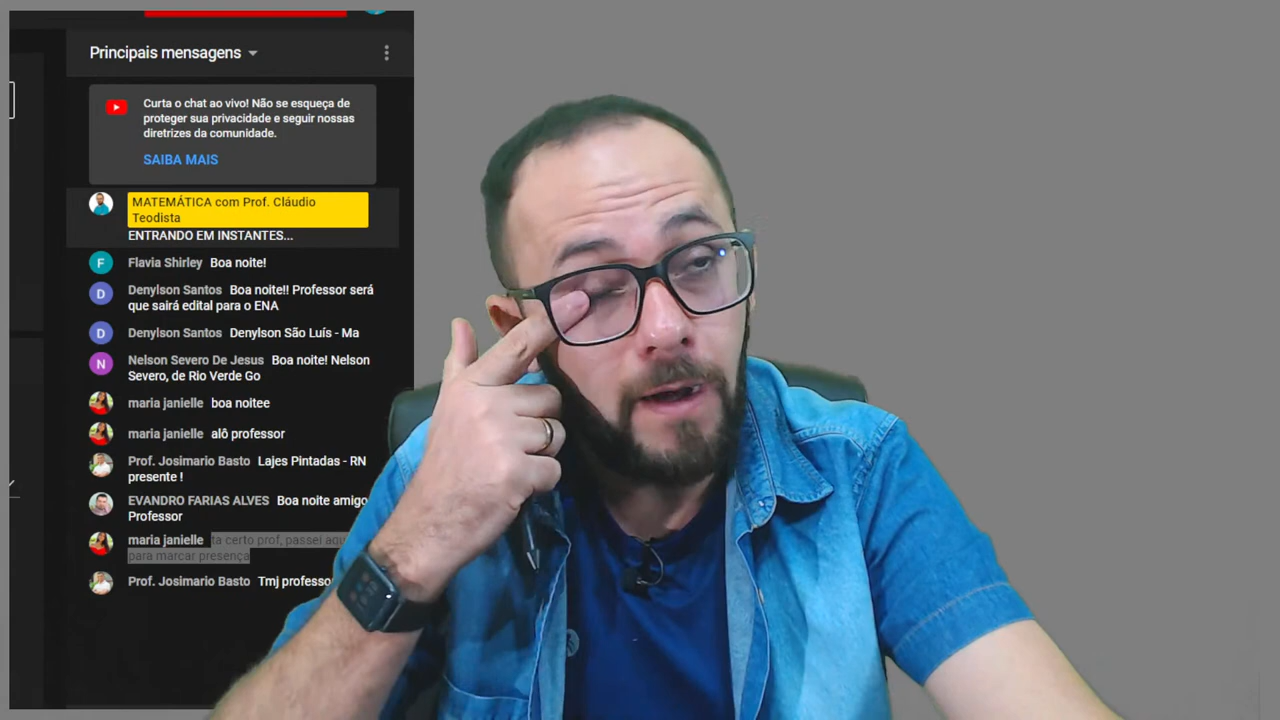 Principais mensagens
Curta o chat ao vivo! Não se esqueça de
proteger sua privacidade e seguir nossas
diretrizes da comunidade.
SAIBA MAIS
MATEMÁTICA com Prof. Cláudio
Teodista
ENTRANDO EM INSTANTES...
F Flavia Shirley Boa noite!
D Denylson Santos Boa noite!! Professor será
que sairá edital para o ENA
D Denylson Santos Denylson São Luís - Ma
N Nelson Severo De Jesus Boa noite! Nelson
Severo, de Rio Verde Go
maria janielle boa noitee
maria janielle alô professor
Prof. Josimario Basto Lajes Pintadas - RN
presente !
EVANDRO FARIAS ALVES Boa noite amigo
Professor
maria janielle ta certo prof, passei aqu
para marcar presença
Prof. Josimario Basto Tmj professo